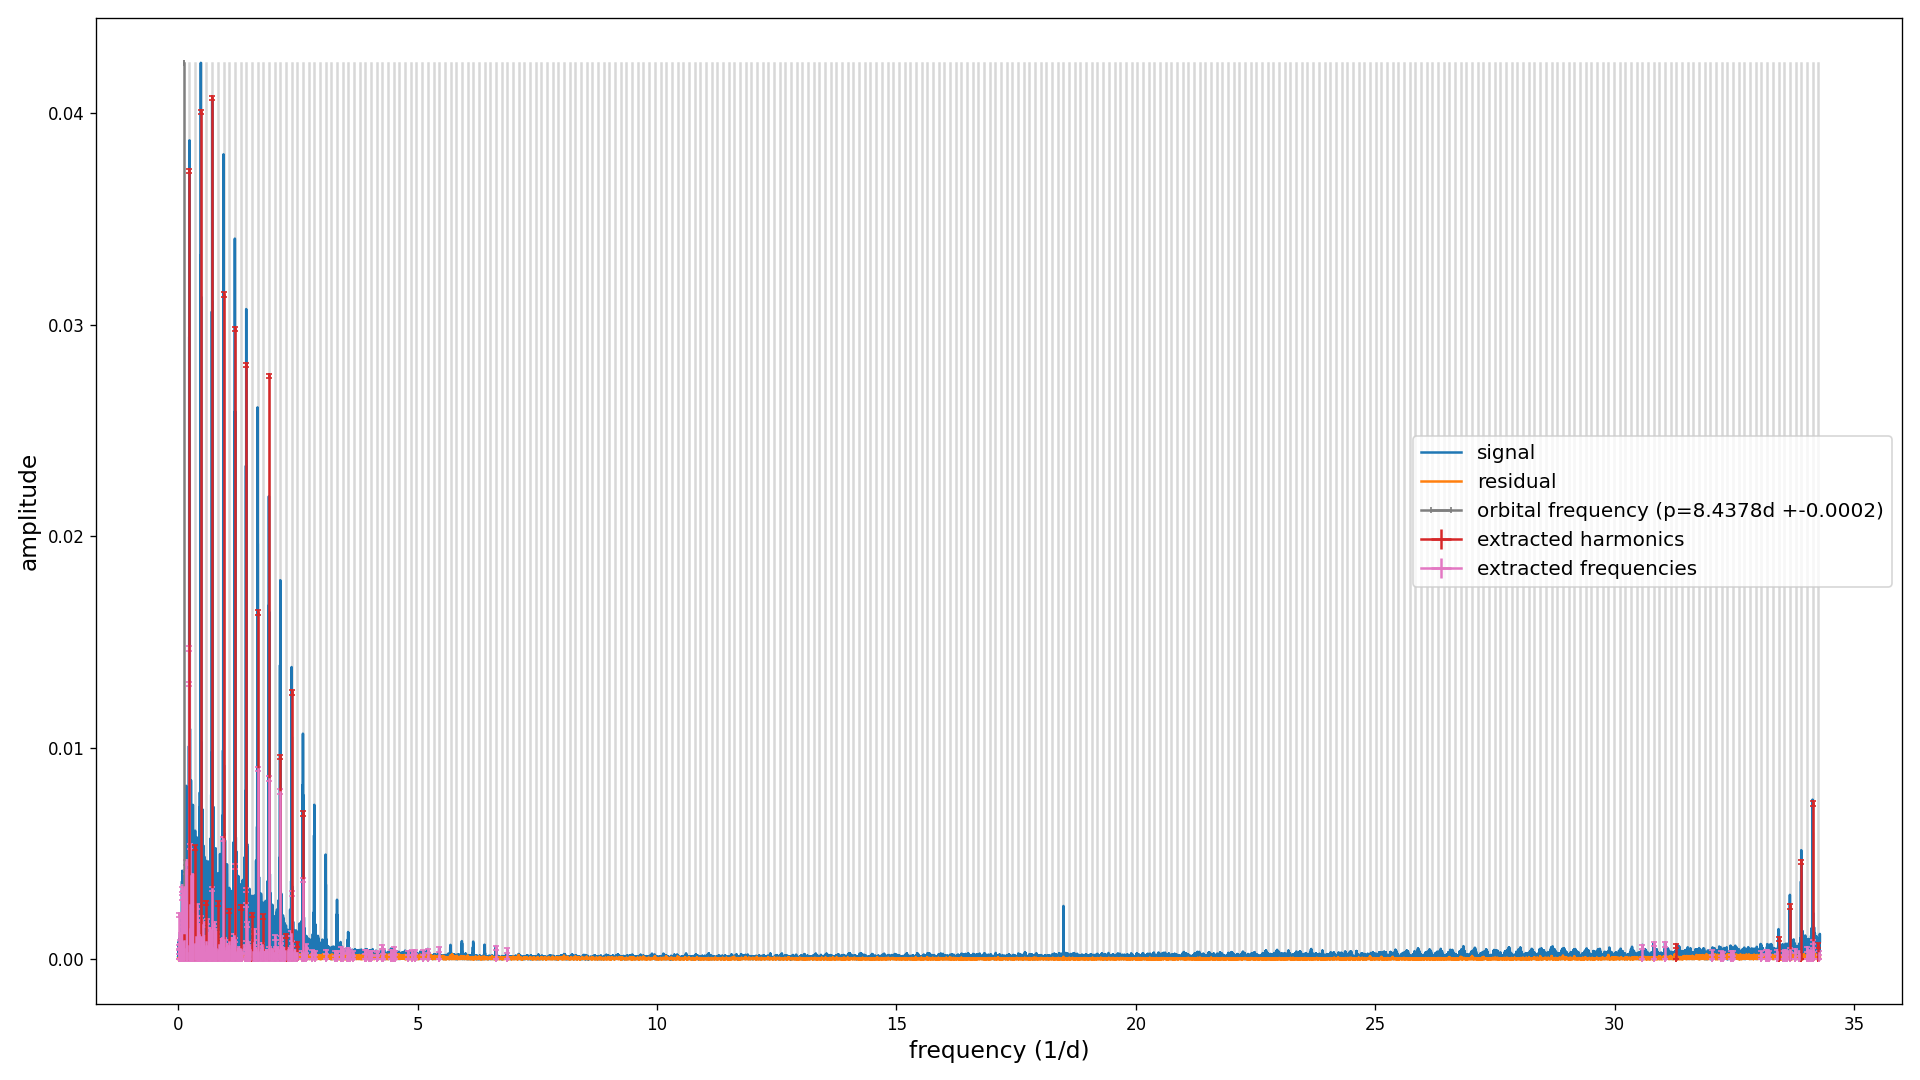 amplitude
0.04
0.03
0.02
0.01
0.00
signal
residual
orbital frequency (p=8.4378d +-0.0002)
extracted harmonics
extracted frequencies
0 5 10 15 20 25 30 35
frequency (1/d)